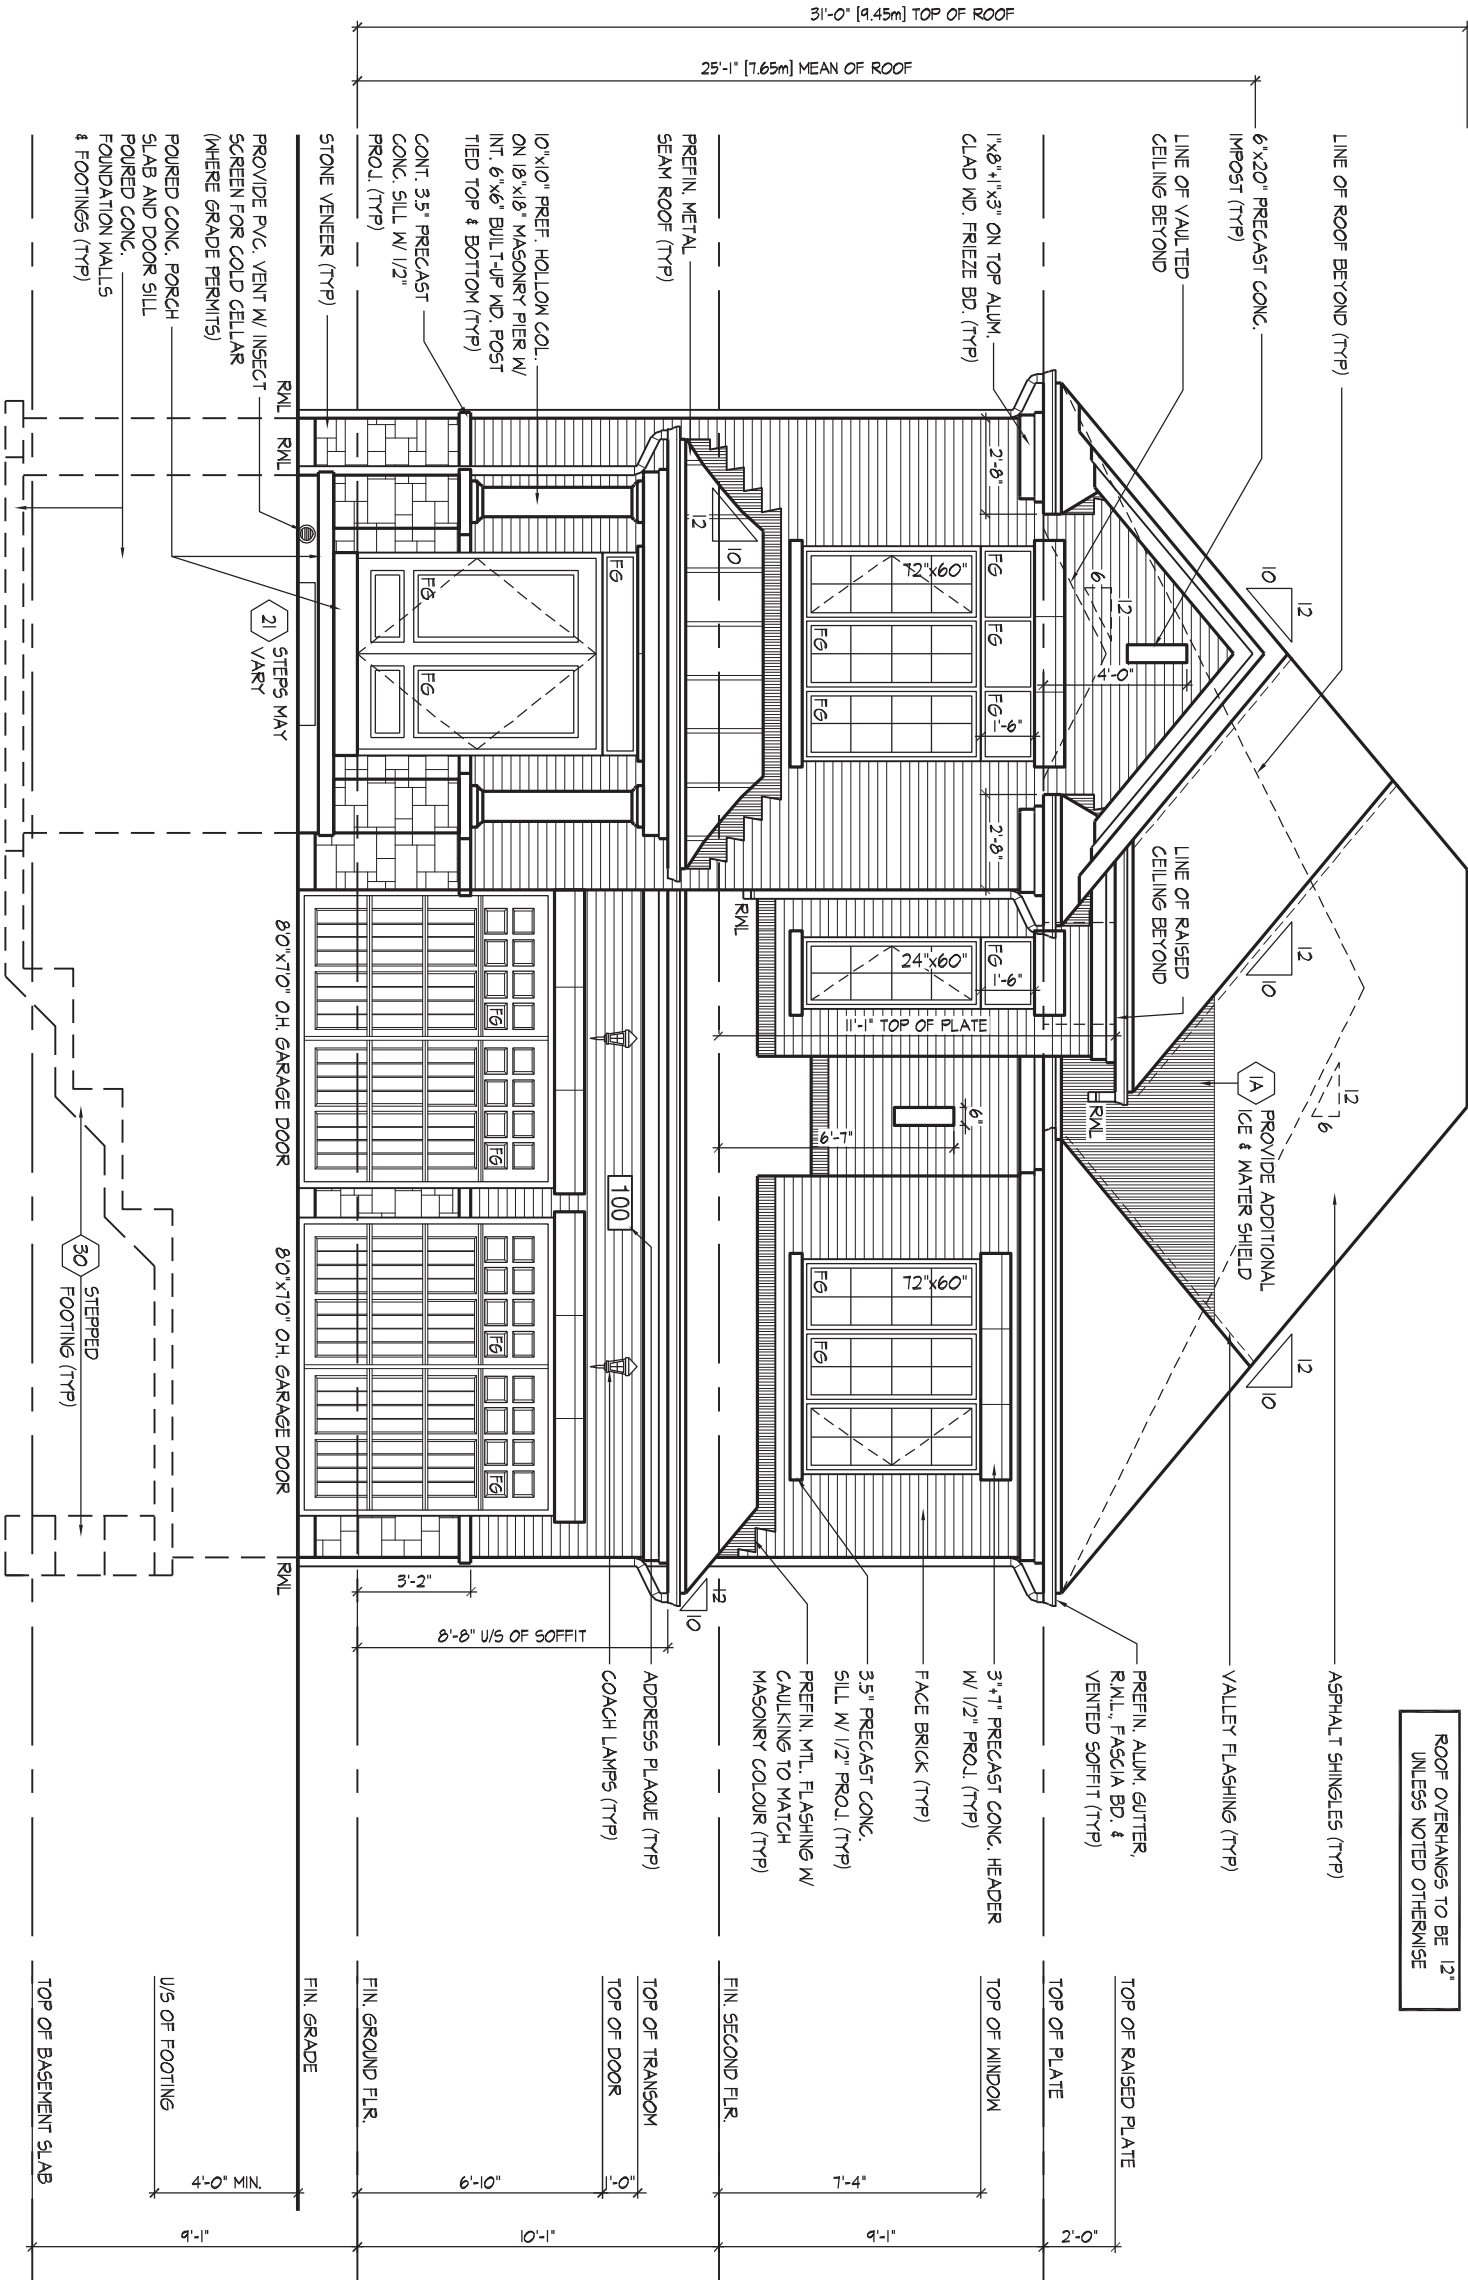 31'-0" [9.45m] TOP OF ROOF
25'-1" [7.65m] MEAN OF ROOF
LINE OF ROOF BEYOND (TYP)
6"x20" PRECAST CONC.
IMPOST (TYP)
LINE OF VAULTED
CEILING BEYOND
1"x8"+1"x3" ON TOP ALUM.
CLAD WD. FRIEZE BD. (TYP)
PREFIN. METAL
SEAM ROOF (TYP)
10"x10" PREF. HOLLOW COL.
ON 18"x18" MASONRY PIER W/
INT. 6"x6" BUILT-UP WD. POST
TIED TOP & BOTTOM (TYP)
CONT. 3.5" PRECAST
CONC. SILL W/ 1/2"
PROJ. (TYP)
STONE VENEER (TYP)
PROVIDE PVC. VENT W/ INSECT
SCREEN FOR COLD CELLAR
(WHERE GRADE PERMITS)
POURED CONC. PORCH
SLAB AND DOOR SILL
POURED CONC.
FOUNDATION WALLS
& FOOTINGS (TYP)
12
10
12
10
12
10
12
6
12
6
4'-0"
2'-8"
2'-8"
LINE OF RAISED
CEILING BEYOND
1A
PROVIDE ADDITIONAL
ICE & WATER SHIELD
RWL
FG
FG
FG
1'-6"
72"x60"
FG
FG
FG
1'-6"
24"x60"
11'-1" TOP OF PLATE
6"
6'-7"
72"x60"
FG
FG
RWL
12
10
12
10
FG
FG
FG
100
FG
FG
FG
FG
RWL
RWL
8'0"x7'0" O.H. GARAGE DOOR
8'0"x7'0" O.H. GARAGE DOOR
RWL
21
STEPS MAY
VARY
30
STEPPED
FOOTING (TYP)
3'-2"
8'-8" U/S OF SOFFIT
ROOF OVERHANGS TO BE 12"
UNLESS NOTED OTHERWISE
ASPHALT SHINGLES (TYP)
VALLEY FLASHING (TYP)
PREFIN. ALUM. GUTTER,
R.W.L., FASCIA BD. &
VENTED SOFFIT (TYP)
3"+7" PRECAST CONC. HEADER
W/ 1/2" PROJ. (TYP)
FACE BRICK (TYP)
3.5" PRECAST CONC.
SILL W/ 1/2" PROJ. (TYP)
PREFIN. MTL. FLASHING W/
CAULKING TO MATCH
MASONRY COLOUR (TYP)
ADDRESS PLAQUE (TYP)
COACH LAMPS (TYP)
TOP OF RAISED PLATE
TOP OF PLATE
TOP OF WINDOW
FIN. SECOND FLR.
TOP OF TRANSOM
TOP OF DOOR
FIN. GROUND FLR.
FIN. GRADE
U/S OF FOOTING
TOP OF BASEMENT SLAB
7'-4"
1'-0"
6'-10"
4'-0" MIN.
2'-0"
9'-1"
10'-1"
9'-1"